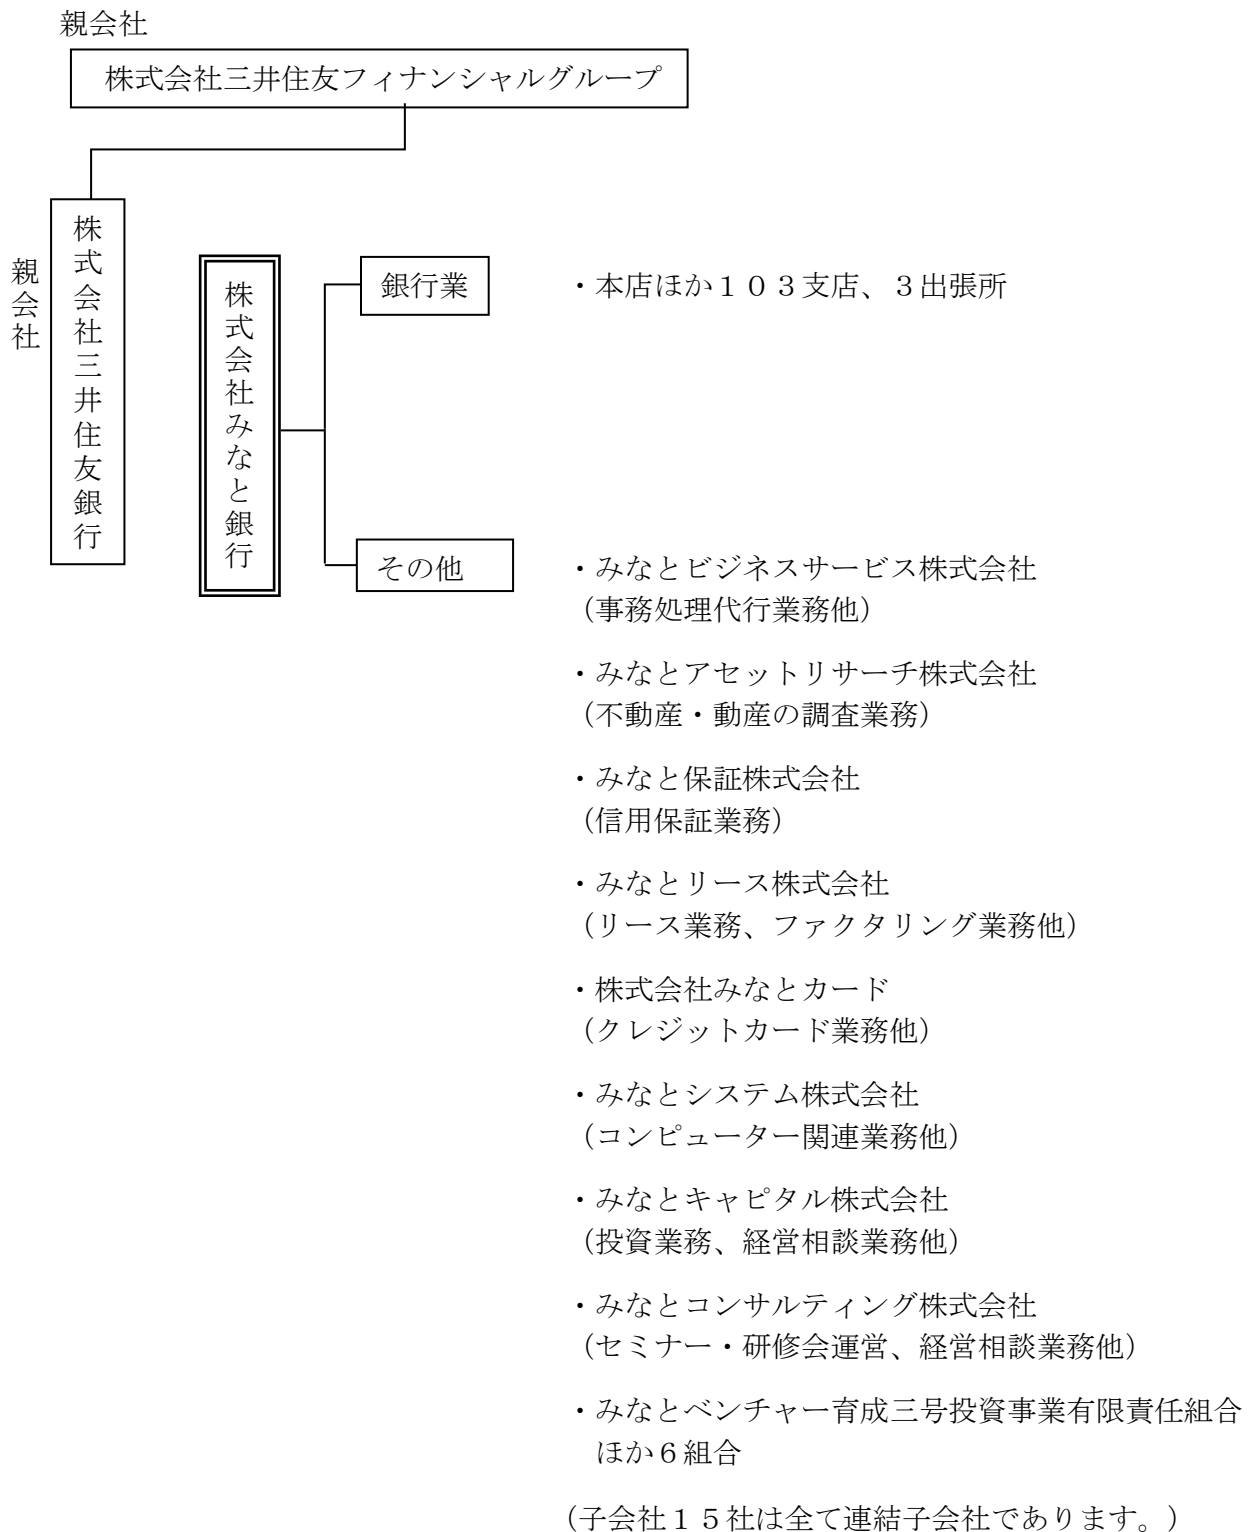 親会社
株式会社三井住友フィナンシャルグループ
親会社
株式会社三井住友銀行
株式会社みなと銀行
銀行業
・本店ほか１０３支店、３出張所
その他
・みなとビジネスサービス株式会社
（事務処理代行業務他）
・みなとアセットリサーチ株式会社
（不動産・動産の調査業務）
・みなと保証株式会社
（信用保証業務）
・みなとリース株式会社
（リース業務、ファクタリング業務他）
・株式会社みなとカード
（クレジットカード業務他）
・みなとシステム株式会社
（コンピューター関連業務他）
・みなとキャピタル株式会社
（投資業務、経営相談業務他）
・みなとコンサルティング株式会社
（セミナー・研修会運営、経営相談業務他）
・みなとベンチャー育成三号投資事業有限責任組合
ほか６組合
（子会社１５社は全て連結子会社であります。）